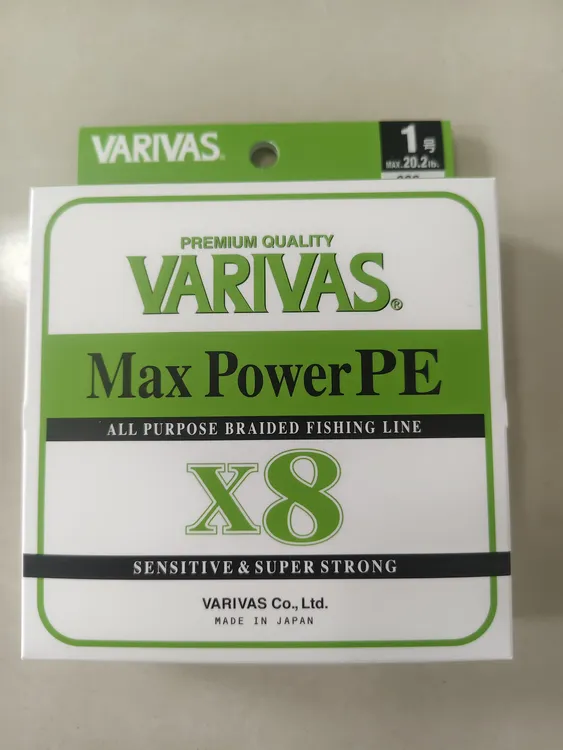 VARIVAS®
1号
MAX.20.2lb.
PREMIUM QUALITY
VARIVAS®
Max Power PE
ALL PURPOSE BRAIDED FISHING LINE
X8
SENSITIVE & SUPER STRONG
VARIVAS Co., Ltd.
MADE IN JAPAN